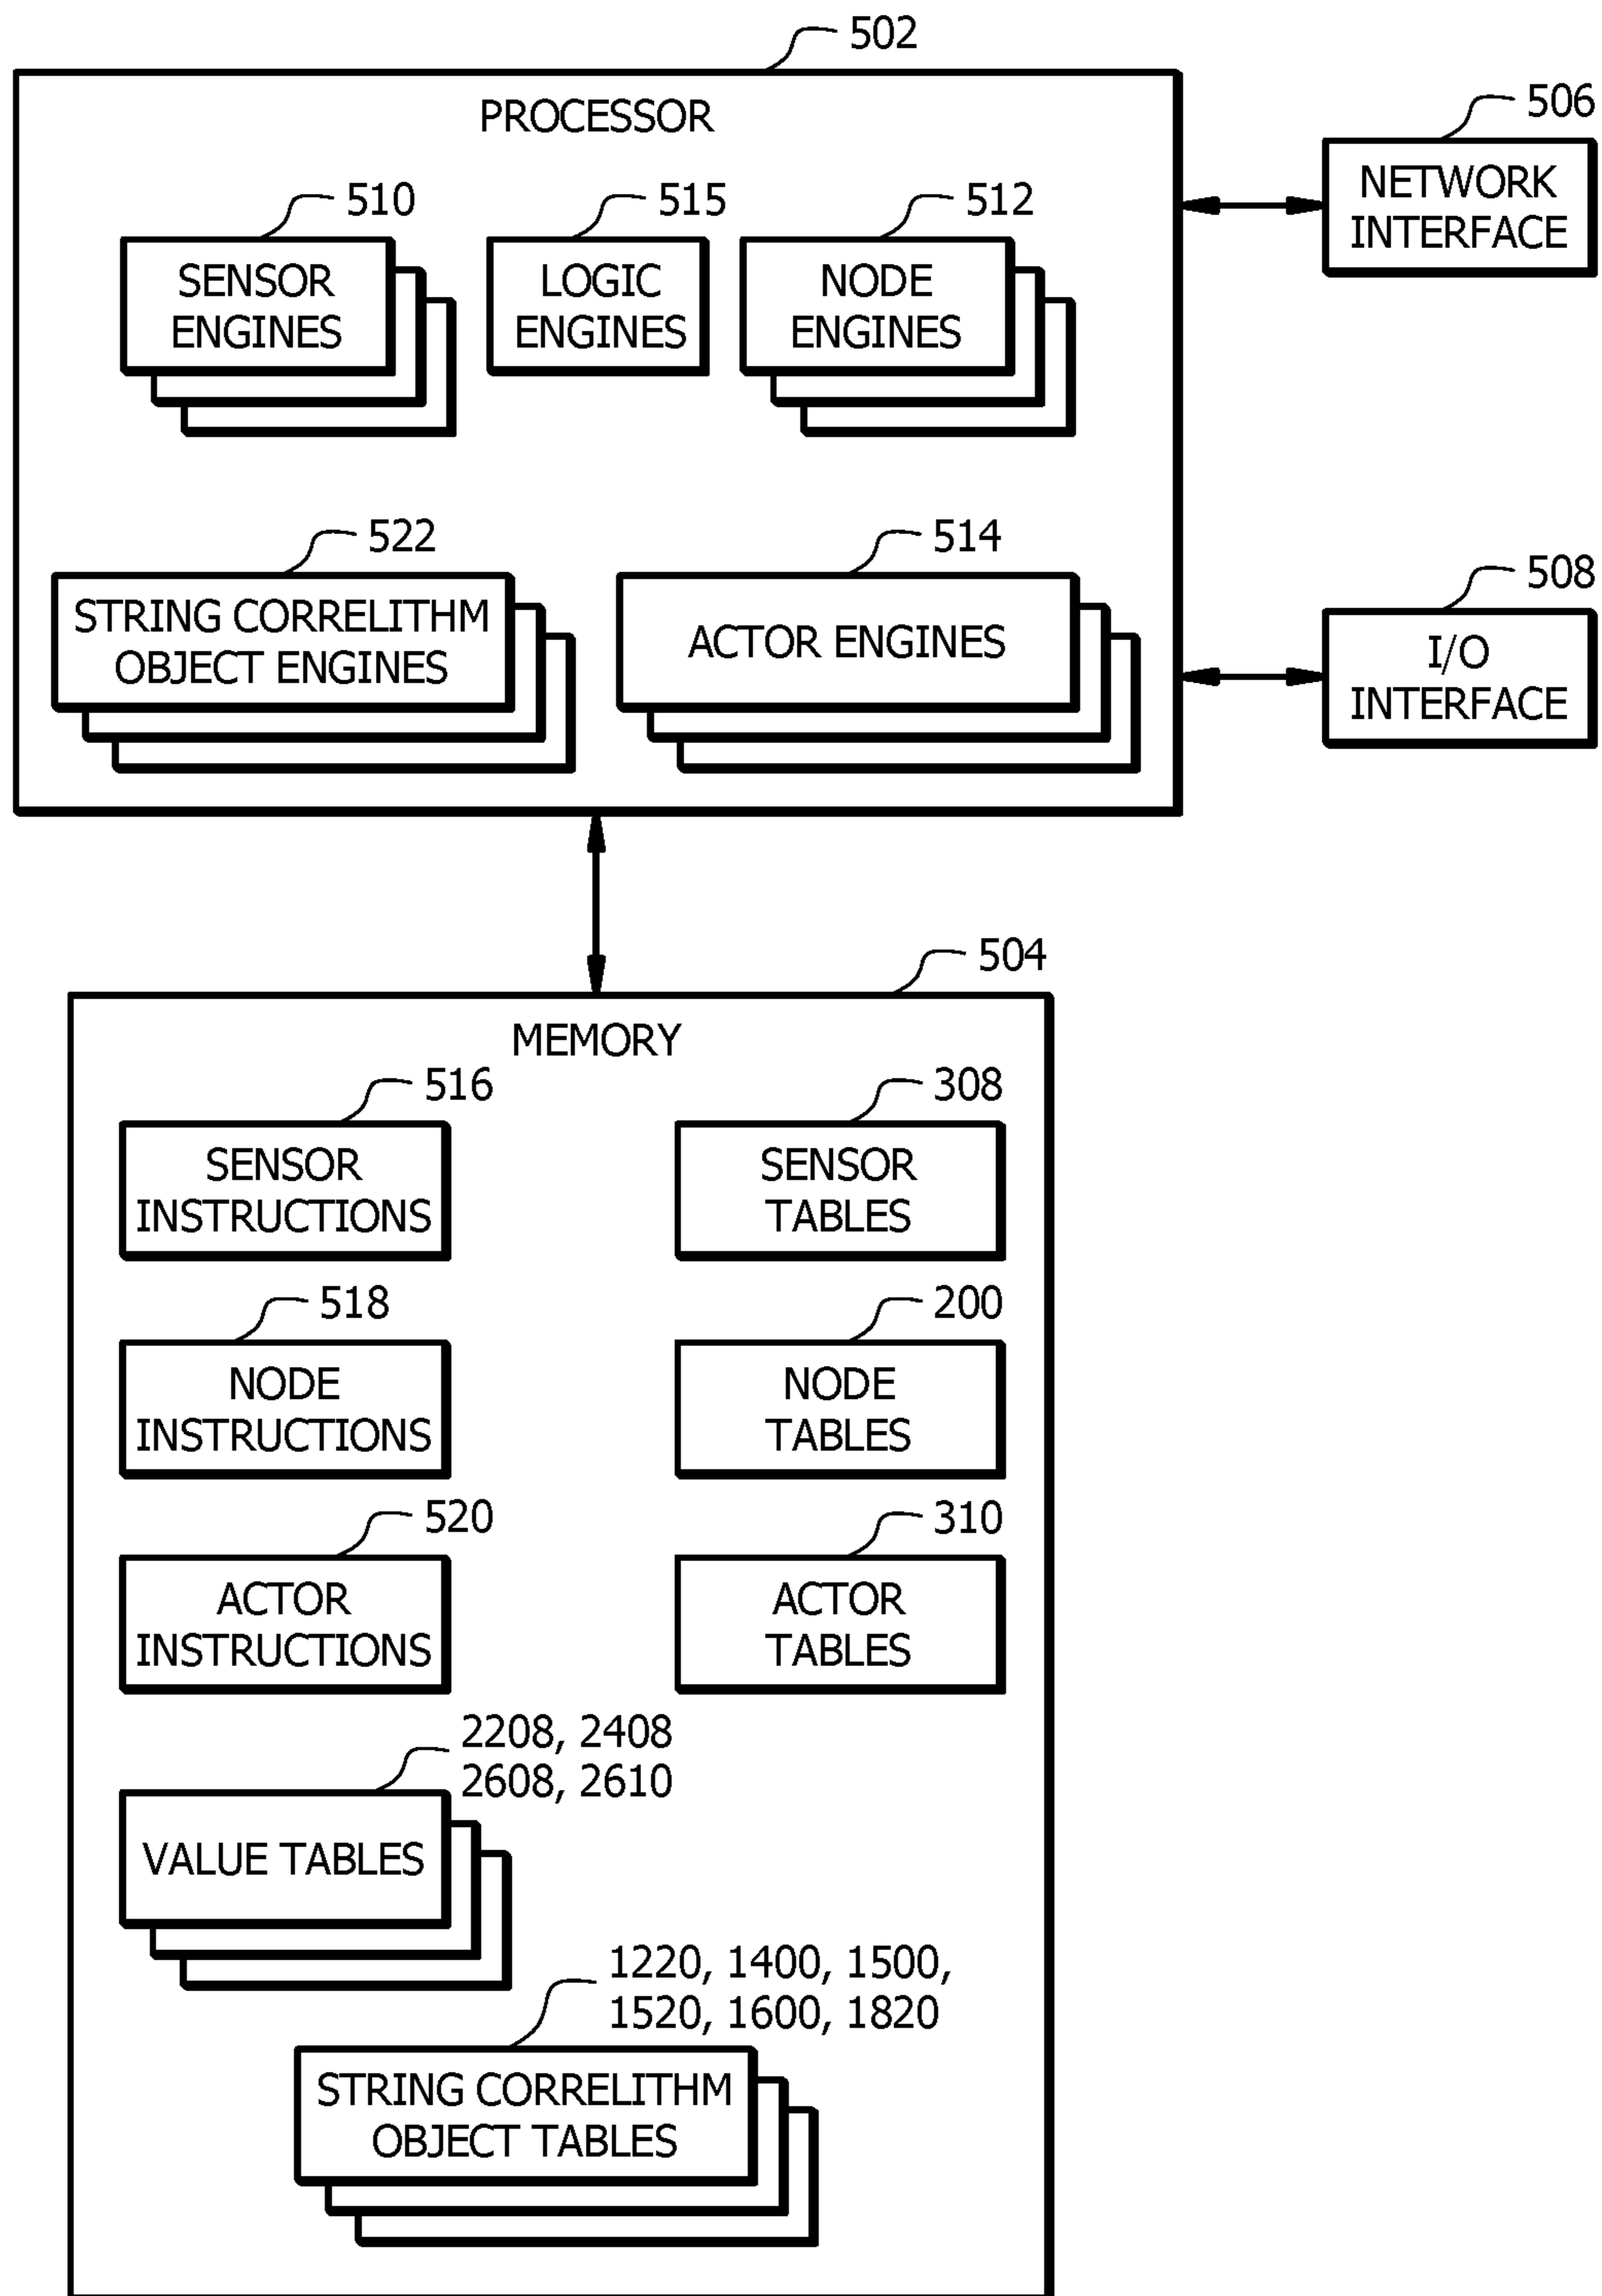 502
PROCESSOR
506
NETWORK
INTERFACE
510
515
512
SENSOR
ENGINES
LOGIC
ENGINES
NODE
ENGINES
522
514
508
STRING CORRELITHM
OBJECT ENGINES
ACTOR ENGINES
I/O
INTERFACE
504
MEMORY
516
308
SENSOR
INSTRUCTIONS
SENSOR
TABLES
518
200
NODE
INSTRUCTIONS
NODE
TABLES
520
310
ACTOR
INSTRUCTIONS
ACTOR
TABLES
2208, 2408
2608, 2610
VALUE TABLES
1220, 1400, 1500,
1520, 1600, 1820
STRING CORRELITHM
OBJECT TABLES